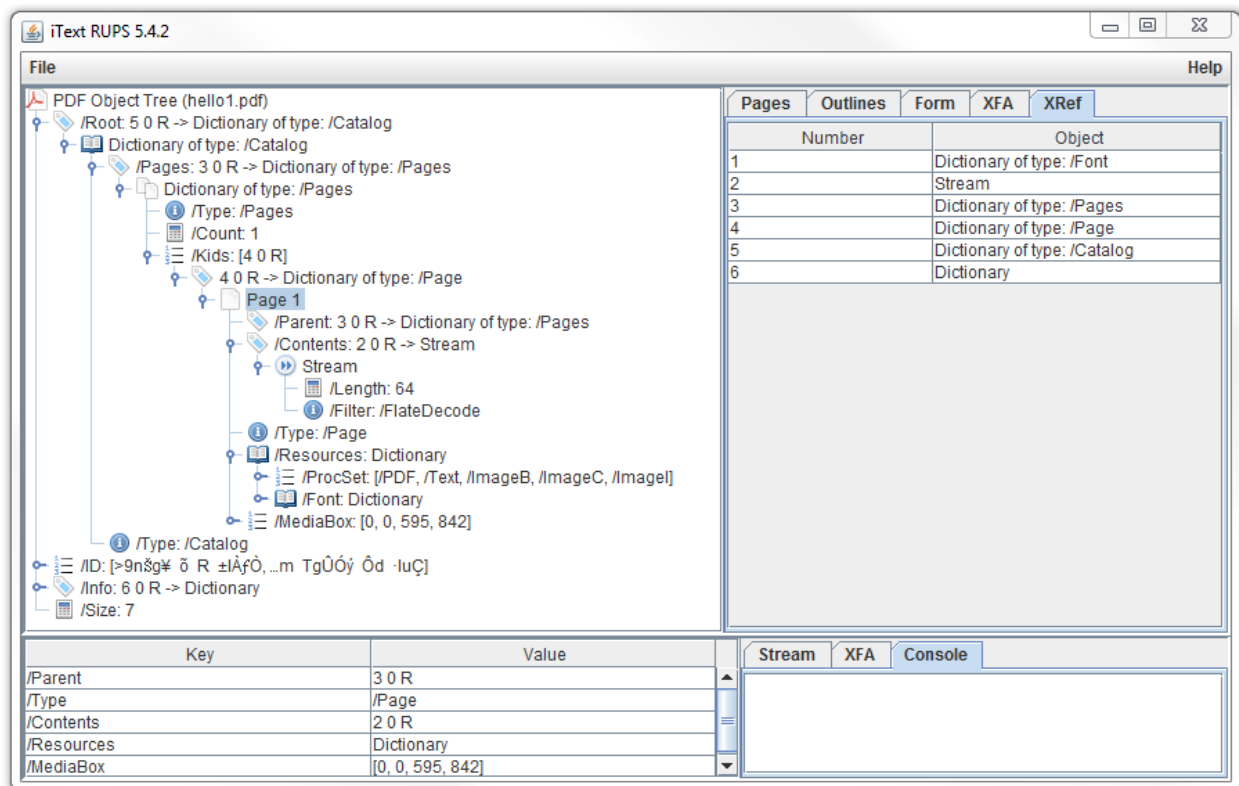 iText RUPS 5.4.2
File Help
PDF Object Tree (hello1.pdf)
/Root: 5 0 R -> Dictionary of type: /Catalog
Dictionary of type: /Catalog
/Pages: 3 0 R -> Dictionary of type: /Pages
Dictionary of type: /Pages
/Type: /Pages
/Count: 1
/Kids: [4 0 R]
4 0 R -> Dictionary of type: /Page
Page 1
/Parent: 3 0 R -> Dictionary of type: /Pages
/Contents: 2 0 R -> Stream
Stream
/Length: 64
/Filter: /FlateDecode
/Type: /Page
/Resources: Dictionary
/ProcSet: [/PDF, /Text, /ImageB, /ImageC, /ImageI]
/Font: Dictionary
/MediaBox: [0, 0, 595, 842]
/Type: /Catalog
/ID: [>9nšg¥ õ R ±IÀƒÒ, ...m TgÛÓý Ôd ·luÇ]
/Info: 6 0 R -> Dictionary
/Size: 7
Pages Outlines Form XFA XRef
Number Object
1 Dictionary of type: /Font
2 Stream
3 Dictionary of type: /Pages
4 Dictionary of type: /Page
5 Dictionary of type: /Catalog
6 Dictionary
Key Value
/Parent 3 0 R
/Type /Page
/Contents 2 0 R
/Resources Dictionary
/MediaBox [0, 0, 595, 842]
Stream XFA Console